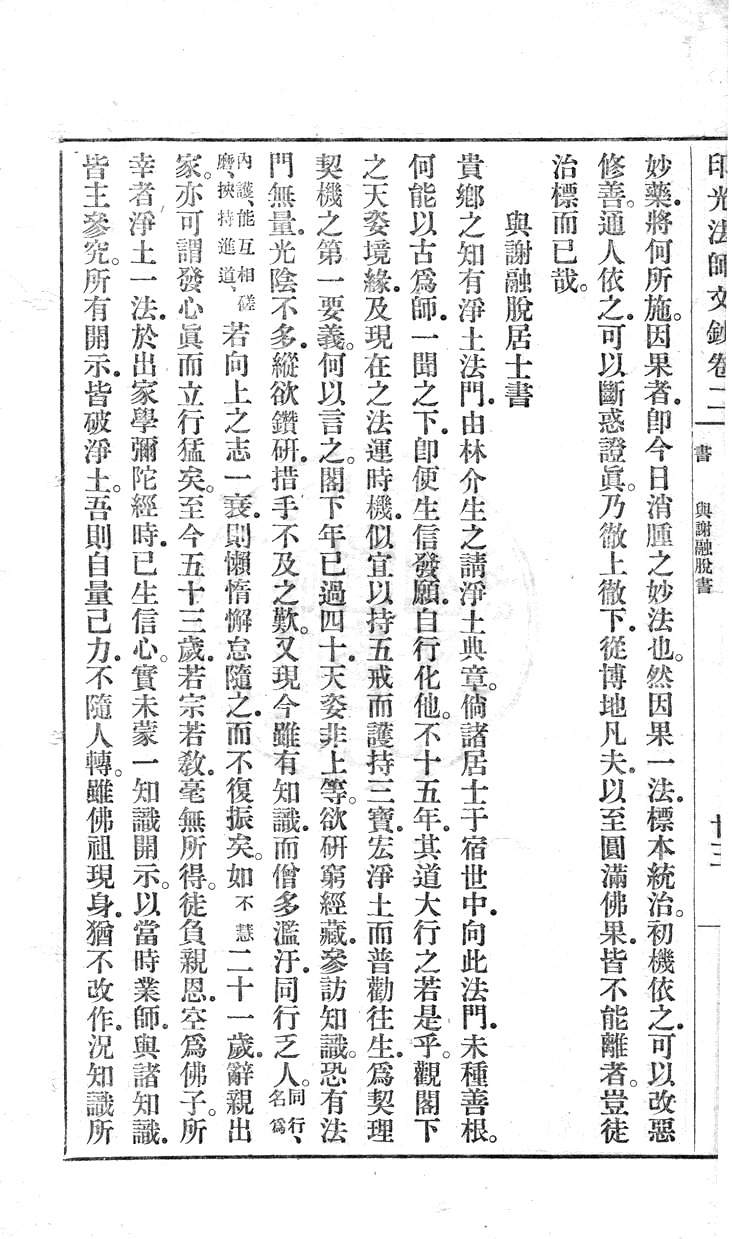 印光法師文鈔卷二 書 與謝融脫書 廿三
妙藥．將何所施。因果者．卽今日消腫之妙法也。然因果一法．標本統治。初機依之．可以改惡
修善。通人依之．可以斷惑證眞。乃徹上徹下．從博地凡夫．以至圓滿佛果．皆不能離者。豈徒
治標而已哉。
與謝融脫居士書
貴鄉之知有淨土法門．由林介生之請淨土典章。倘諸居士于宿世中．向此法門．未種善根。
何能以古爲師．一聞之下．卽便生信發願．自行化他。不十五年．其道大行之若是乎。觀閣下
之天姿境緣．及現在之法運時機．似宜以持五戒而護持三寶．宏淨土而普勸往生．爲契理
契機之第一要義。何以言之。閣下年已過四十．天姿非上等。欲硏窮經藏．參訪知識。恐有法
門無量．光陰不多．縱欲鑽硏．措手不及之歎。又現今雖有知識．而僧多濫汙．同行乏人。同行、名爲
內護、能互相磋磨、挾持進道、若向上之志一衰．則懶惰懈怠隨之．而不復振矣。如不慧二十一歲．辭親出
家。亦可謂發心眞而立行猛矣。至今五十三歲．若宗若敎．毫無所得。徒負親恩．空爲佛子。所
幸者淨土一法．於出家學彌陀經時．已生信心。實未蒙一知識開示。以當時業師．與諸知識．
皆主參究。所有開示．皆破淨土。吾則自量己力．不隨人轉。雖佛祖現身．猶不改作．況知識所